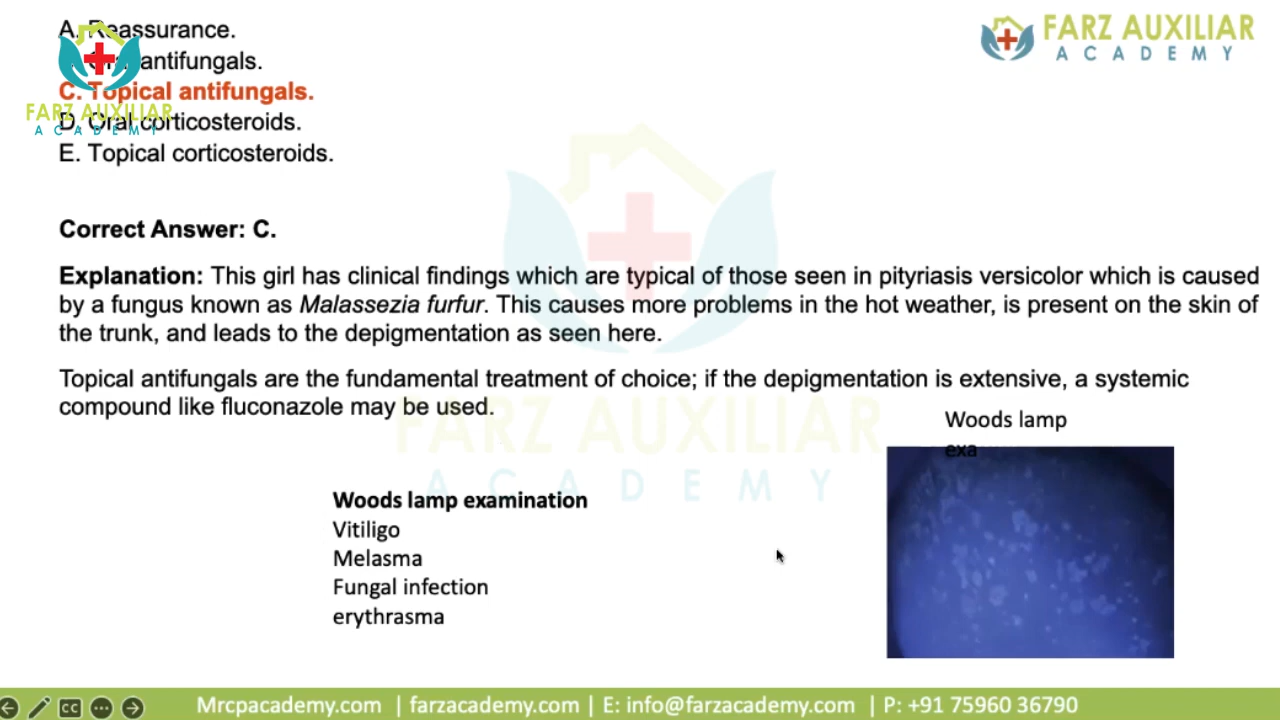 A. Reassurance.
FARZ AUXILIAR
ACADEMY
antifungals.
C. Topical antifungals.
FARZ AUXILIAR
ACADEMY
D. Oral corticosteroids.
E. Topical corticosteroids.
Correct Answer: C.
Explanation: This girl has clinical findings which are typical of those seen in pityriasis versicolor which is caused
by a fungus known as Malassezia furfur. This causes more problems in the hot weather, is present on the skin of
the trunk, and leads to the depigmentation as seen here.
Topical antifungals are the fundamental treatment of choice; if the depigmentation is extensive, a systemic
compound like fluconazole may be used.
FARZ AUXILIAR
ACADEMY
Woods lamp
exa
Woods lamp examination
Vitiligo
Melasma
Fungal infection
erythrasma
CC
Mrcpacademy.com | farzacademy.com | E: info@farzacademy.com | P: +91 75960 36790